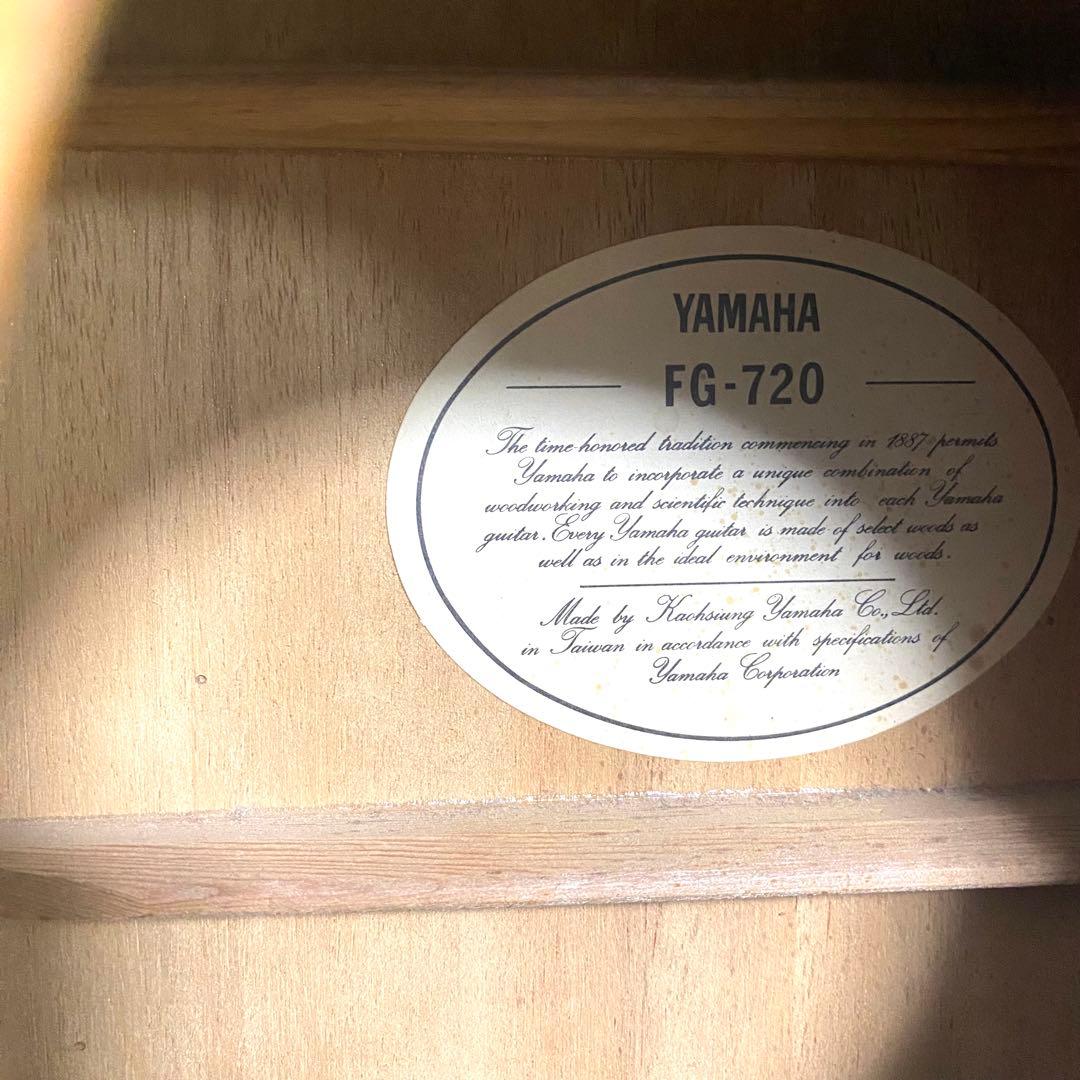 YAMAHA
FG-720
The time-honored tradition commencing in 1887 permits
Yamaha to incorporate a unique combination of
woodworking and scientific technique into each Yamaha
guitar. Every Yamaha guitar is made of select woods as
well as in the ideal environment for woods.
Made by Kaohsiung Yamaha Co., Ltd.
in Taiwan in accordance with specifications of
Yamaha Corporation